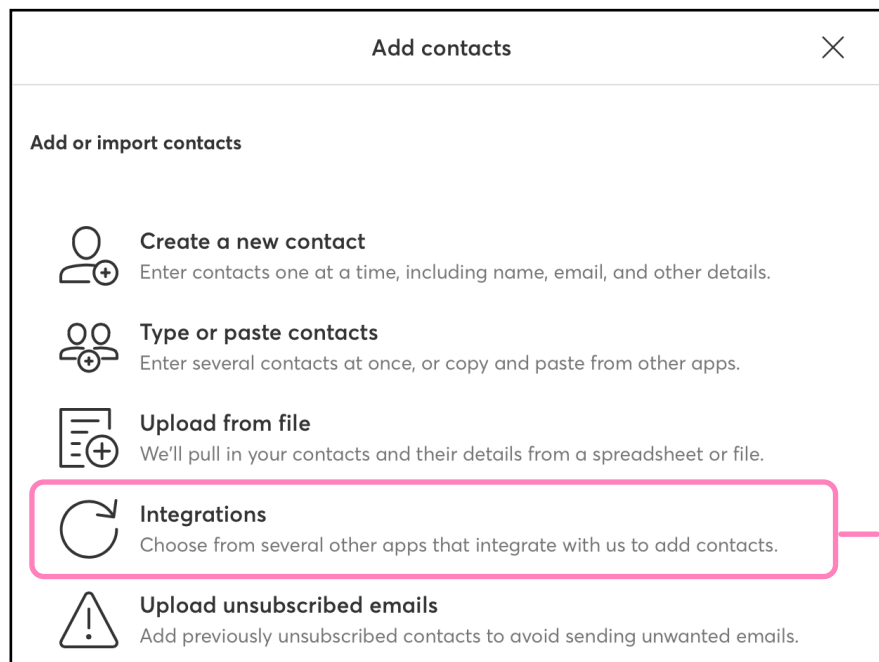 Add contacts
Add or import contacts
Create a new contact
Enter contacts one at a time, including name, email, and other details.
Type or paste contacts
Enter several contacts at once, or copy and paste from other apps.
Upload from file
We'll pull in your contacts and their details from a spreadsheet or file.
Integrations
Choose from several other apps that integrate with us to add contacts.
Upload unsubscribed emails
Add previously unsubscribed contacts to avoid sending unwanted emails.